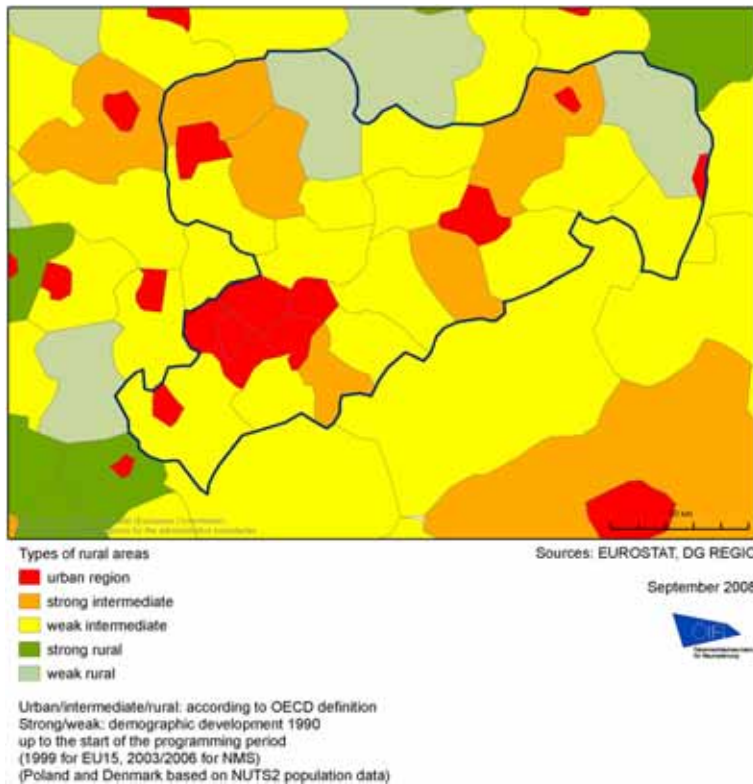 Types of rural areas
urban region
strong intermediate
weak intermediate
strong rural
weak rural
Sources: EUROSTAT, DG REGIO
September 2008
Urban/intermediate/rural: according to OECD definition
Strong/weak: demographic development 1990
up to the start of the programming period
(1999 for EU15, 2003/2006 for NMS)
(Poland and Denmark based on NUTS2 population data)